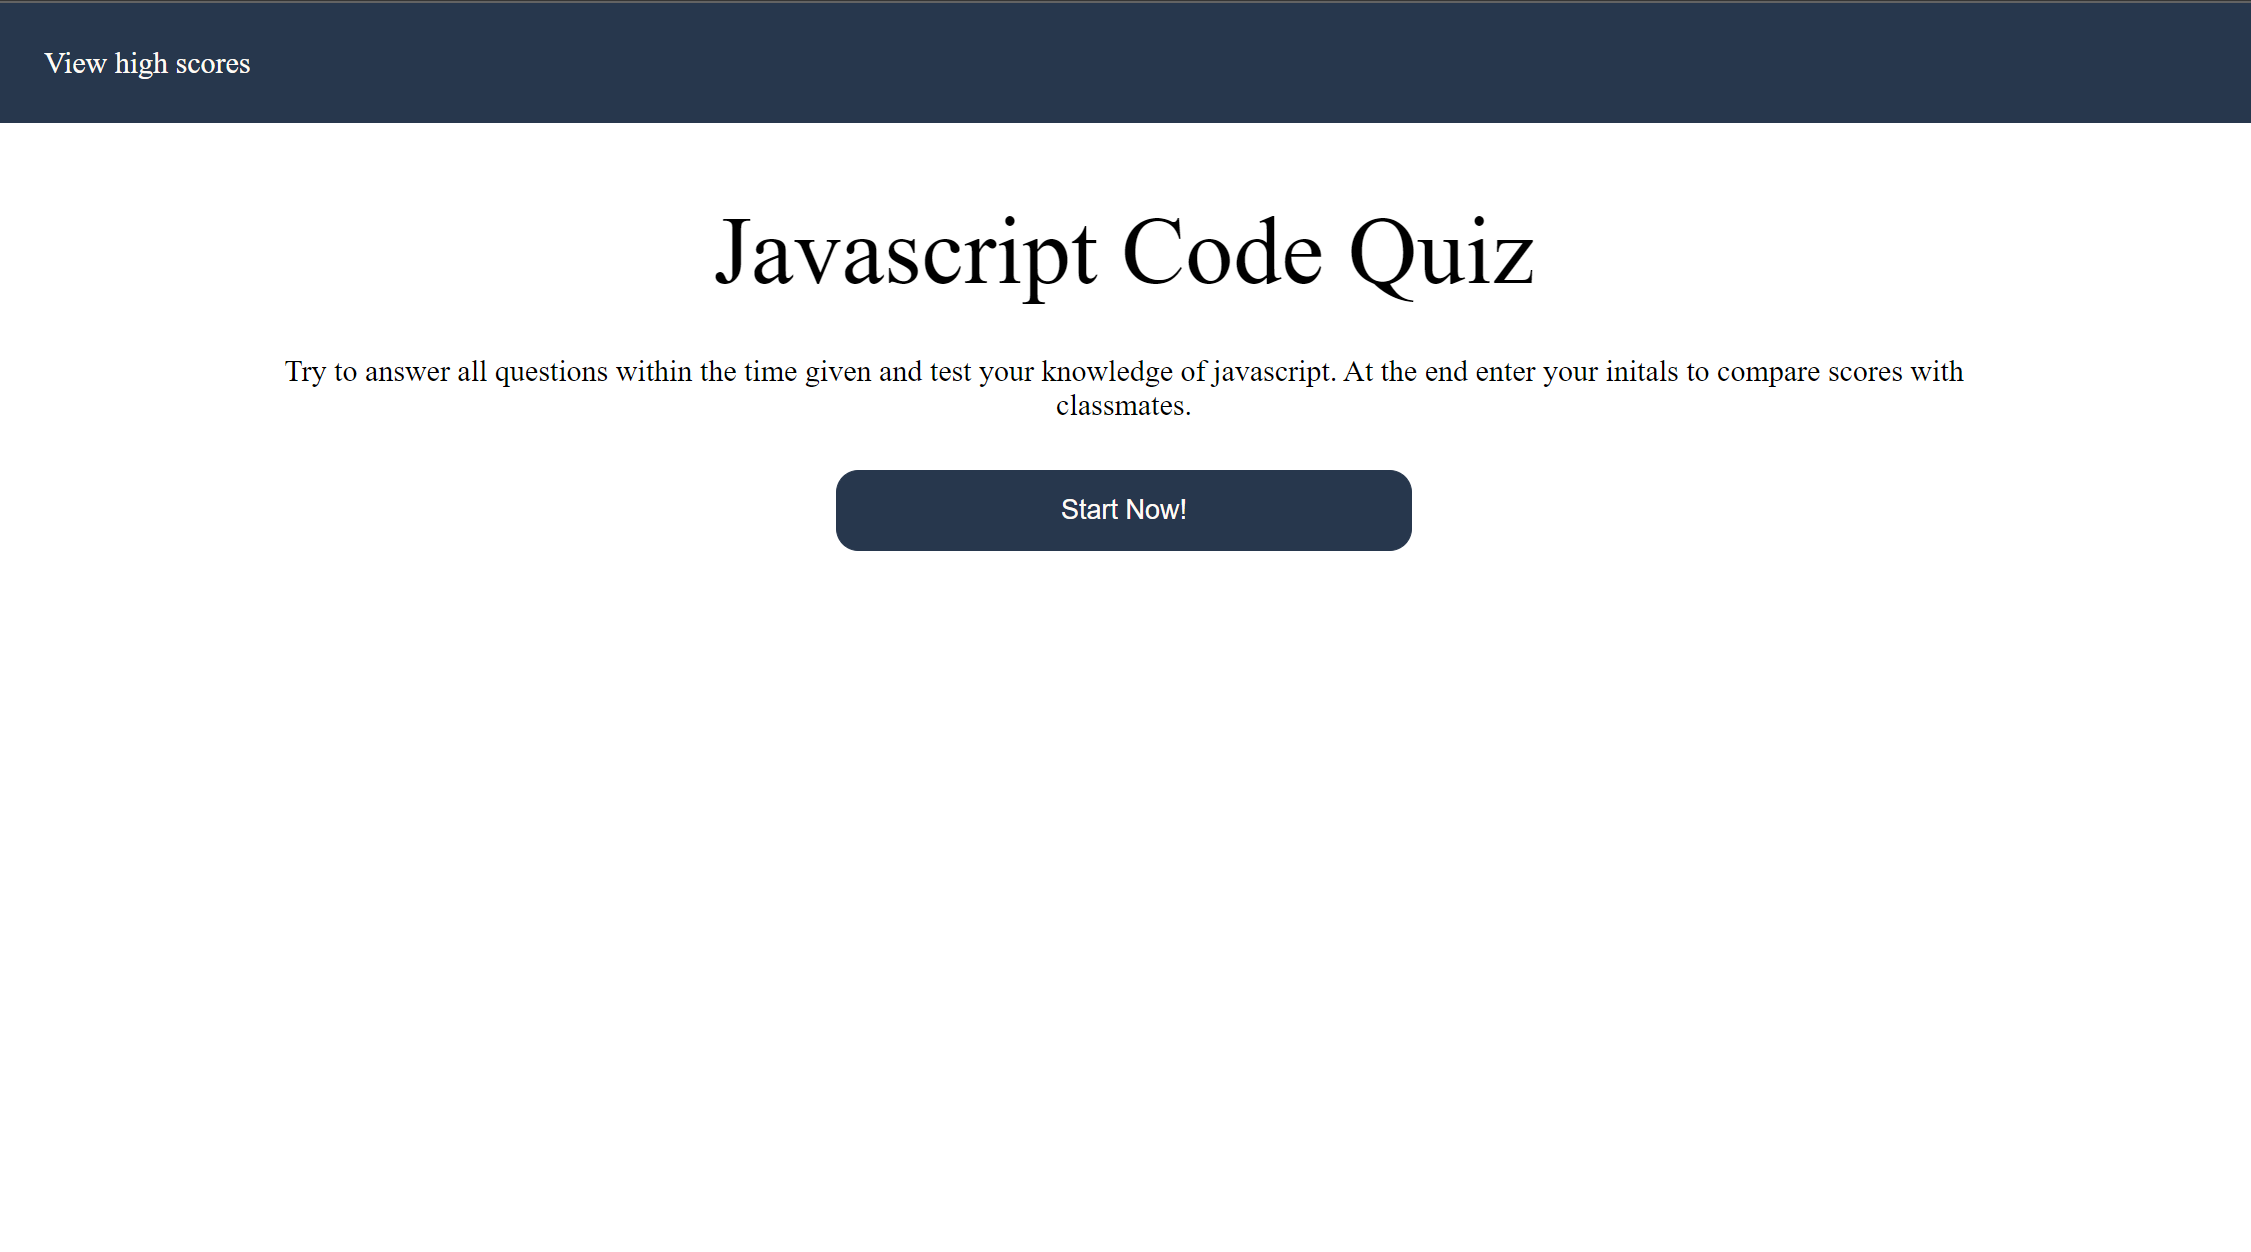 View high scores
Javascript Code Quiz
Try to answer all questions within the time given and test your knowledge of javascript. At the end enter your initals to compare scores with
classmates.
Start Now!